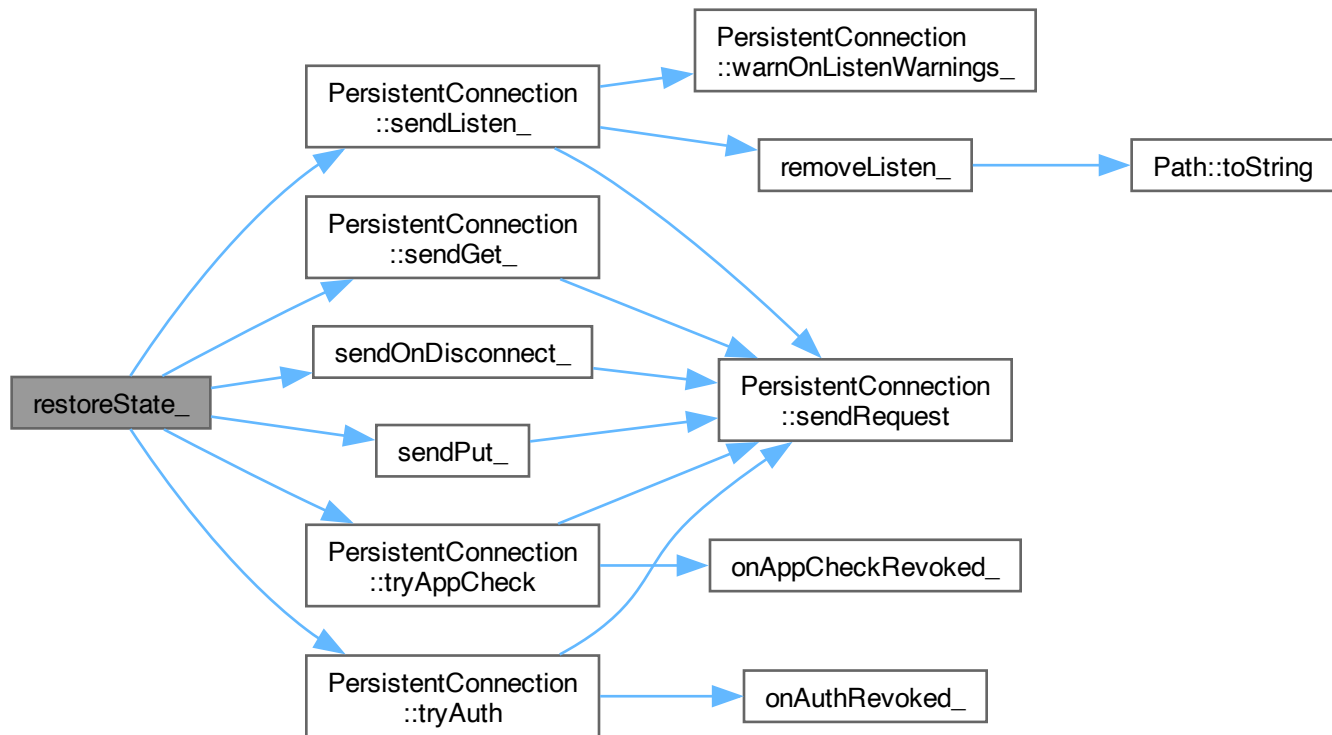 restoreState_
PersistentConnection
::sendListen_
PersistentConnection
::sendGet_
sendOnDisconnect_
sendPut_
PersistentConnection
::tryAppCheck
PersistentConnection
::tryAuth
PersistentConnection
::warnOnListenWarnings_
removeListen_
PersistentConnection
::sendRequest
onAppCheckRevoked_
onAuthRevoked_
Path::toString